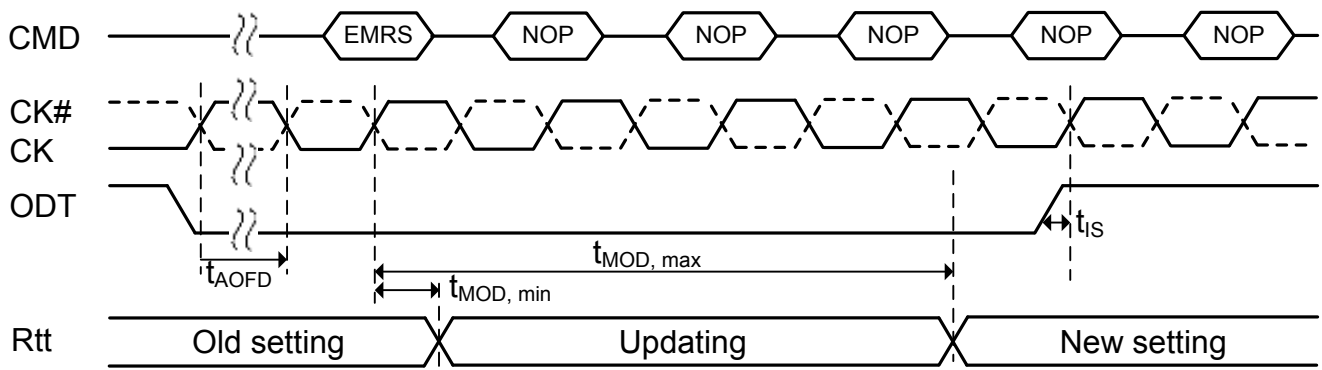 CMD EMRS NOP NOP NOP NOP NOP
CK#
CK
ODT
tIS
tAOFD
tMOD, max
tMOD, min
Rtt Old setting Updating New setting